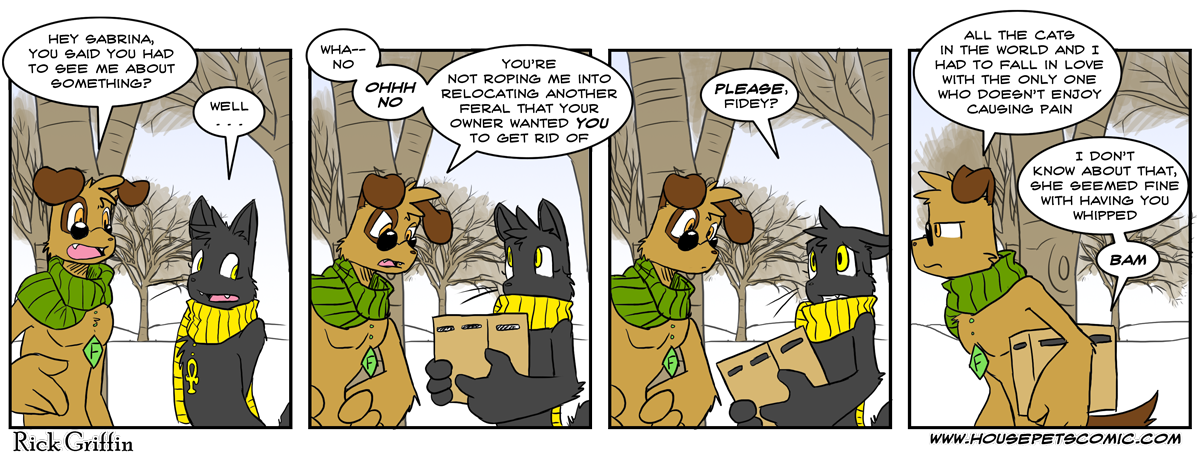 HEY SABRINA,
YOU SAID YOU HAD
TO SEE ME ABOUT
SOMETHING?
WELL
. . .
WHA--
NO
OHHH
NO
YOU'RE
NOT ROPING ME INTO
RELOCATING ANOTHER
FERAL THAT YOUR
OWNER WANTED YOU
TO GET RID OF
PLEASE,
FIDEY?
ALL THE CATS
IN THE WORLD AND I
HAD TO FALL IN LOVE
WITH THE ONLY ONE
WHO DOESN'T ENJOY
CAUSING PAIN
I DON'T
KNOW ABOUT THAT,
SHE SEEMED FINE
WITH HAVING YOU
WHIPPED
BAM
F
F
F
F
Rick Griffin
WWW.HOUSEPETSCOMIC.COM